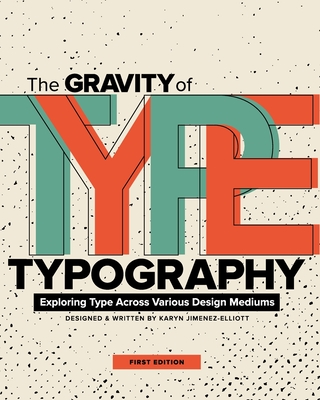 The GRAVITY of
TYPE
TYPOGRAPHY
Exploring Type Across Various Design Mediums
DESIGNED & WRITTEN BY KARYN JIMENEZ-ELLIOTT
FIRST EDITION